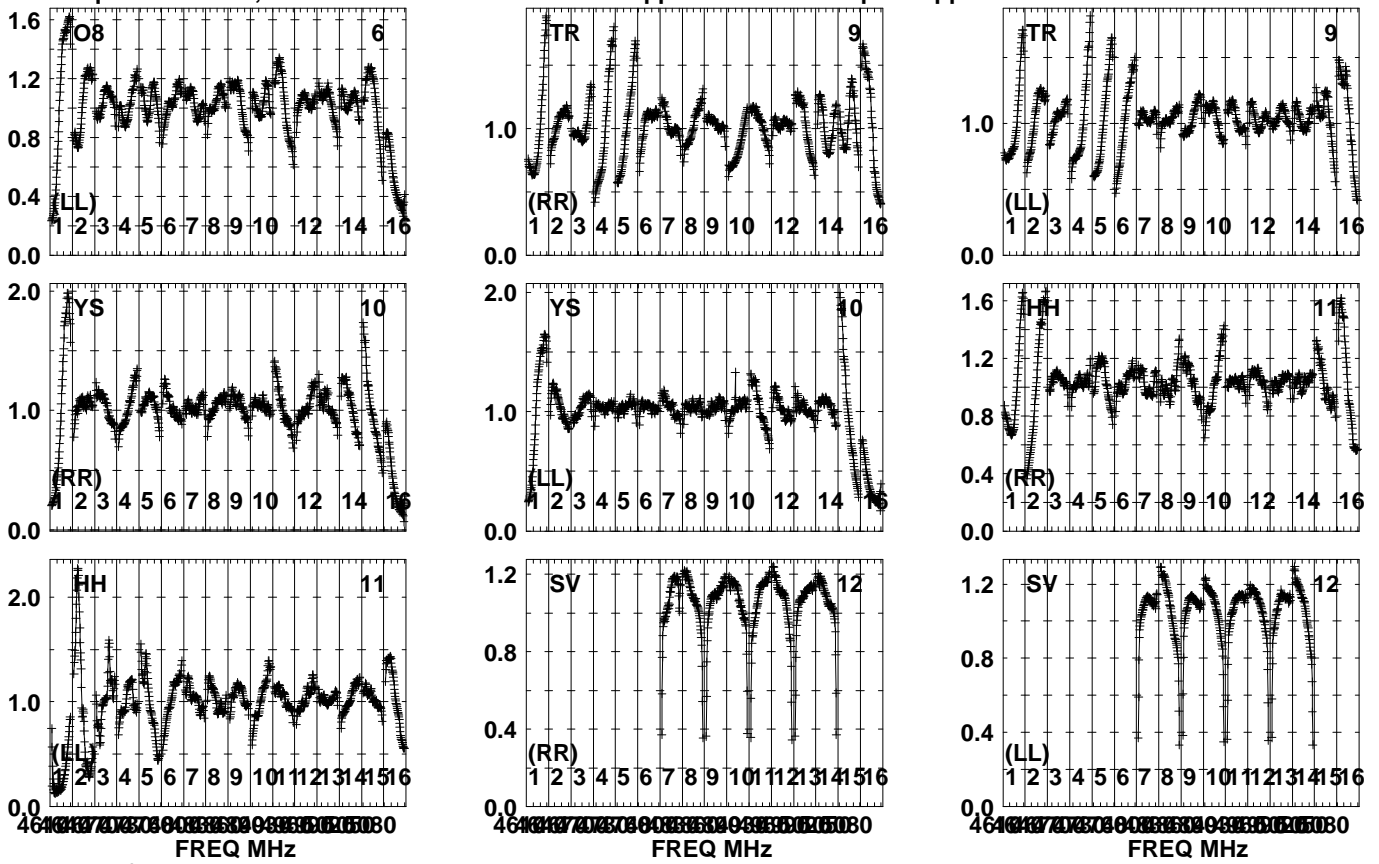 1.6 O8 6
1.2
0.8
0.4 (LL)
1 2 3 4 5 6 7 8 9 10 12 14 16
0.0
TR 9
1.0
(RR)
1 2 3 4 5 6 7 8 9 10 12 14 16
0.0
TR 9
1.0
(LL)
1 2 3 4 5 6 7 8 9 10 12 14 16
0.0
2.0 YS 10
1.0
(RR)
1 2 3 4 5 6 7 8 9 10 12 14 16
0.0
2.0 YS 10
1.0
(LL)
1 2 3 4 5 6 7 8 9 10 12 14 16
0.0
1.6 HH 11
1.2
0.8
0.4 (RR)
1 2 3 4 5 6 7 8 9 10 12 14 16
0.0
HH 11
2.0
1.0
(LL)
1 2 3 4 5 6 7 8 9 10 11 12 13 14 15 16
0.0
FREQ MHz
1.2 SV 12
0.8
0.4
(RR)
1 2 3 4 5 6 7 8 9 10 11 12 13 14 15 16
0.0
FREQ MHz
1.2 SV 12
0.8
0.4
(LL)
1 2 3 4 5 6 7 8 9 10 11 12 13 14 15 16
0.0
FREQ MHz